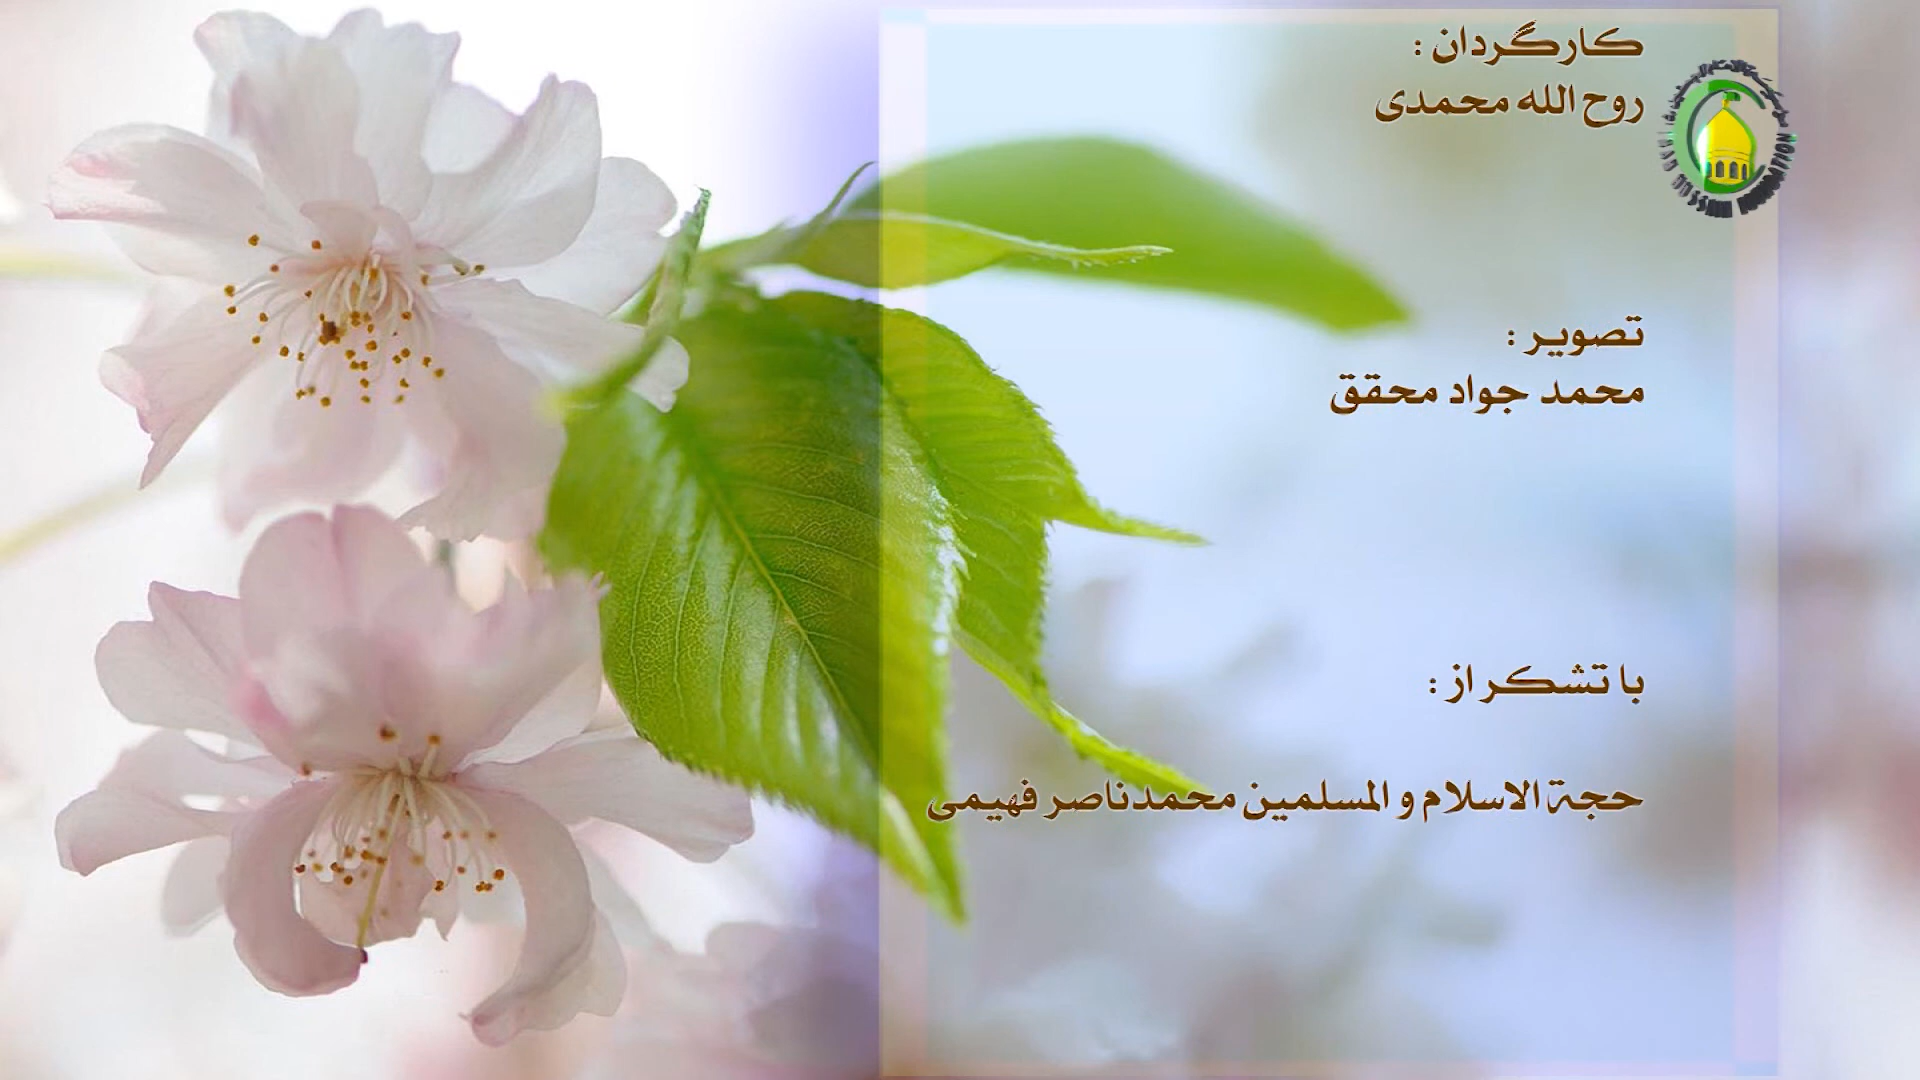 کارگردان :
روح الله محمدی
تصویر :
محمد جواد محقق
با تشکر از :
حجة الاسلام و المسلمین محمدناصر فهیمی